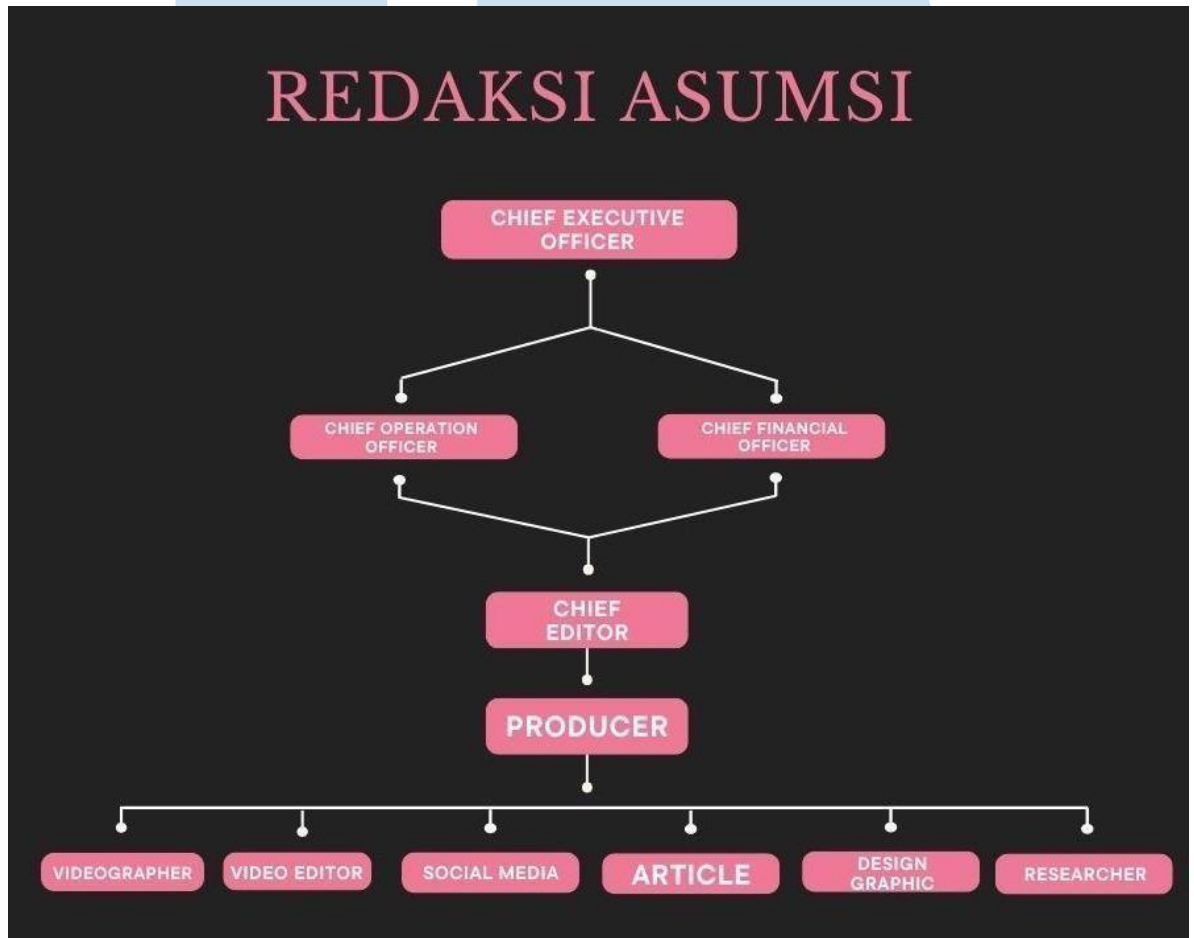 REDAKSI ASUMSI
CHIEF EXECUTIVE
OFFICER
CHIEF OPERATION
OFFICER
CHIEF FINANCIAL
OFFICER
CHIEF
EDITOR
PRODUCER
VIDEOGRAPHER
VIDEO EDITOR
SOCIAL MEDIA
ARTICLE
DESIGN
GRAPHIC
RESEARCHER